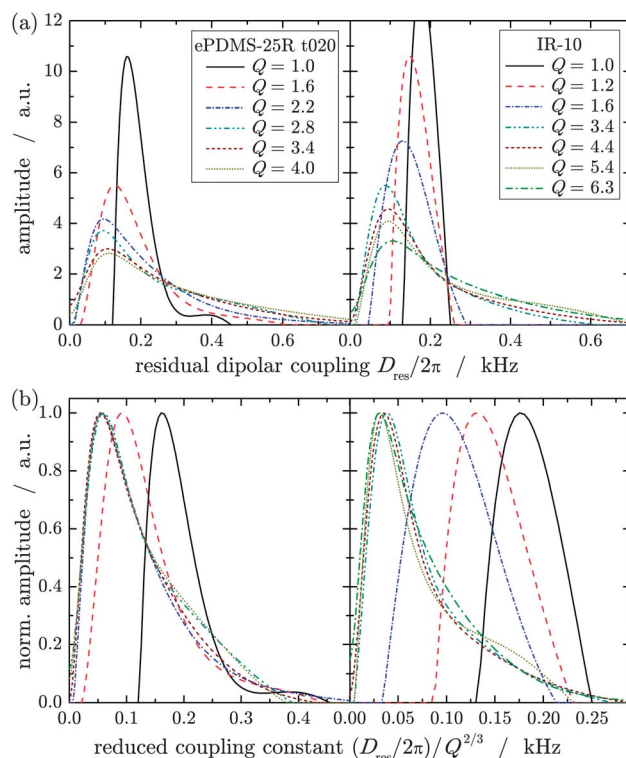 (a)
ePDMS-25R t020
Q = 1.0
Q = 1.6
Q = 2.2
Q = 2.8
Q = 3.4
Q = 4.0
IR-10
Q = 1.0
Q = 1.2
Q = 1.6
Q = 3.4
Q = 4.4
Q = 5.4
Q = 6.3
amplitude / a.u.
12
10
8
6
4
2
0
0.0 0.2 0.4 0.6 0.0 0.2 0.4 0.6
residual dipolar coupling D_res/2π / kHz
(b)
norm. amplitude / a.u.
1.0
0.8
0.6
0.4
0.2
0.0
0.0 0.1 0.2 0.3 0.4 0.00 0.05 0.10 0.15 0.20 0.25
reduced coupling constant (D_res/2π)/Q^{2/3} / kHz